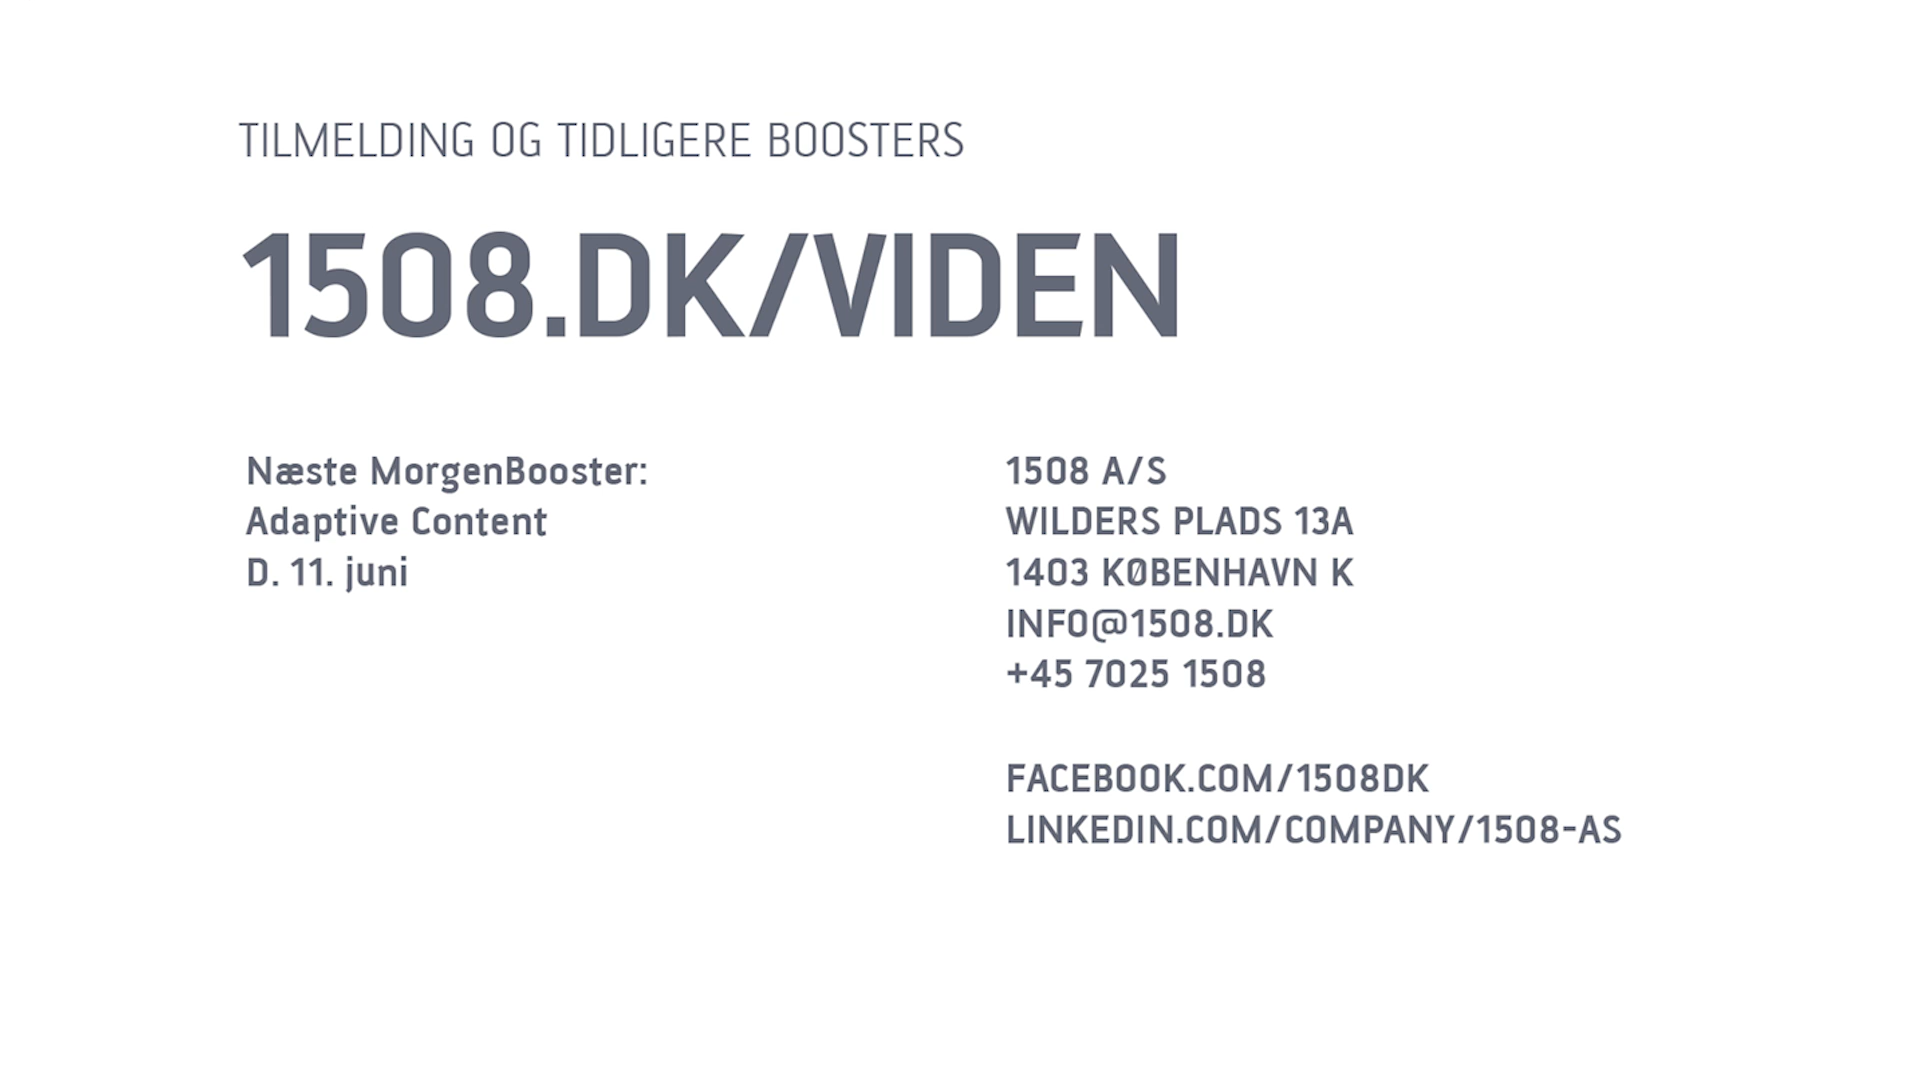 TILMELDING OG TIDLIGERE BOOSTERS
1508.DK/VIDEN
Næste MorgenBooster:
Adaptive Content
D. 11. juni
1508 A/S
WILDERS PLADS 13A
1403 KØBENHAVN K
INFO@1508.DK
+45 7025 1508
FACEBOOK.COM/1508DK
LINKEDIN.COM/COMPANY/1508-AS